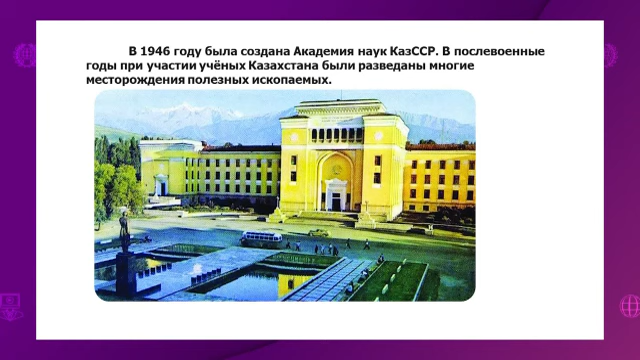 В 1946 году была создана Академия наук КазССР. В послевоенные
годы при участии учёных Казахстана были разведаны многие
месторождения полезных ископаемых.